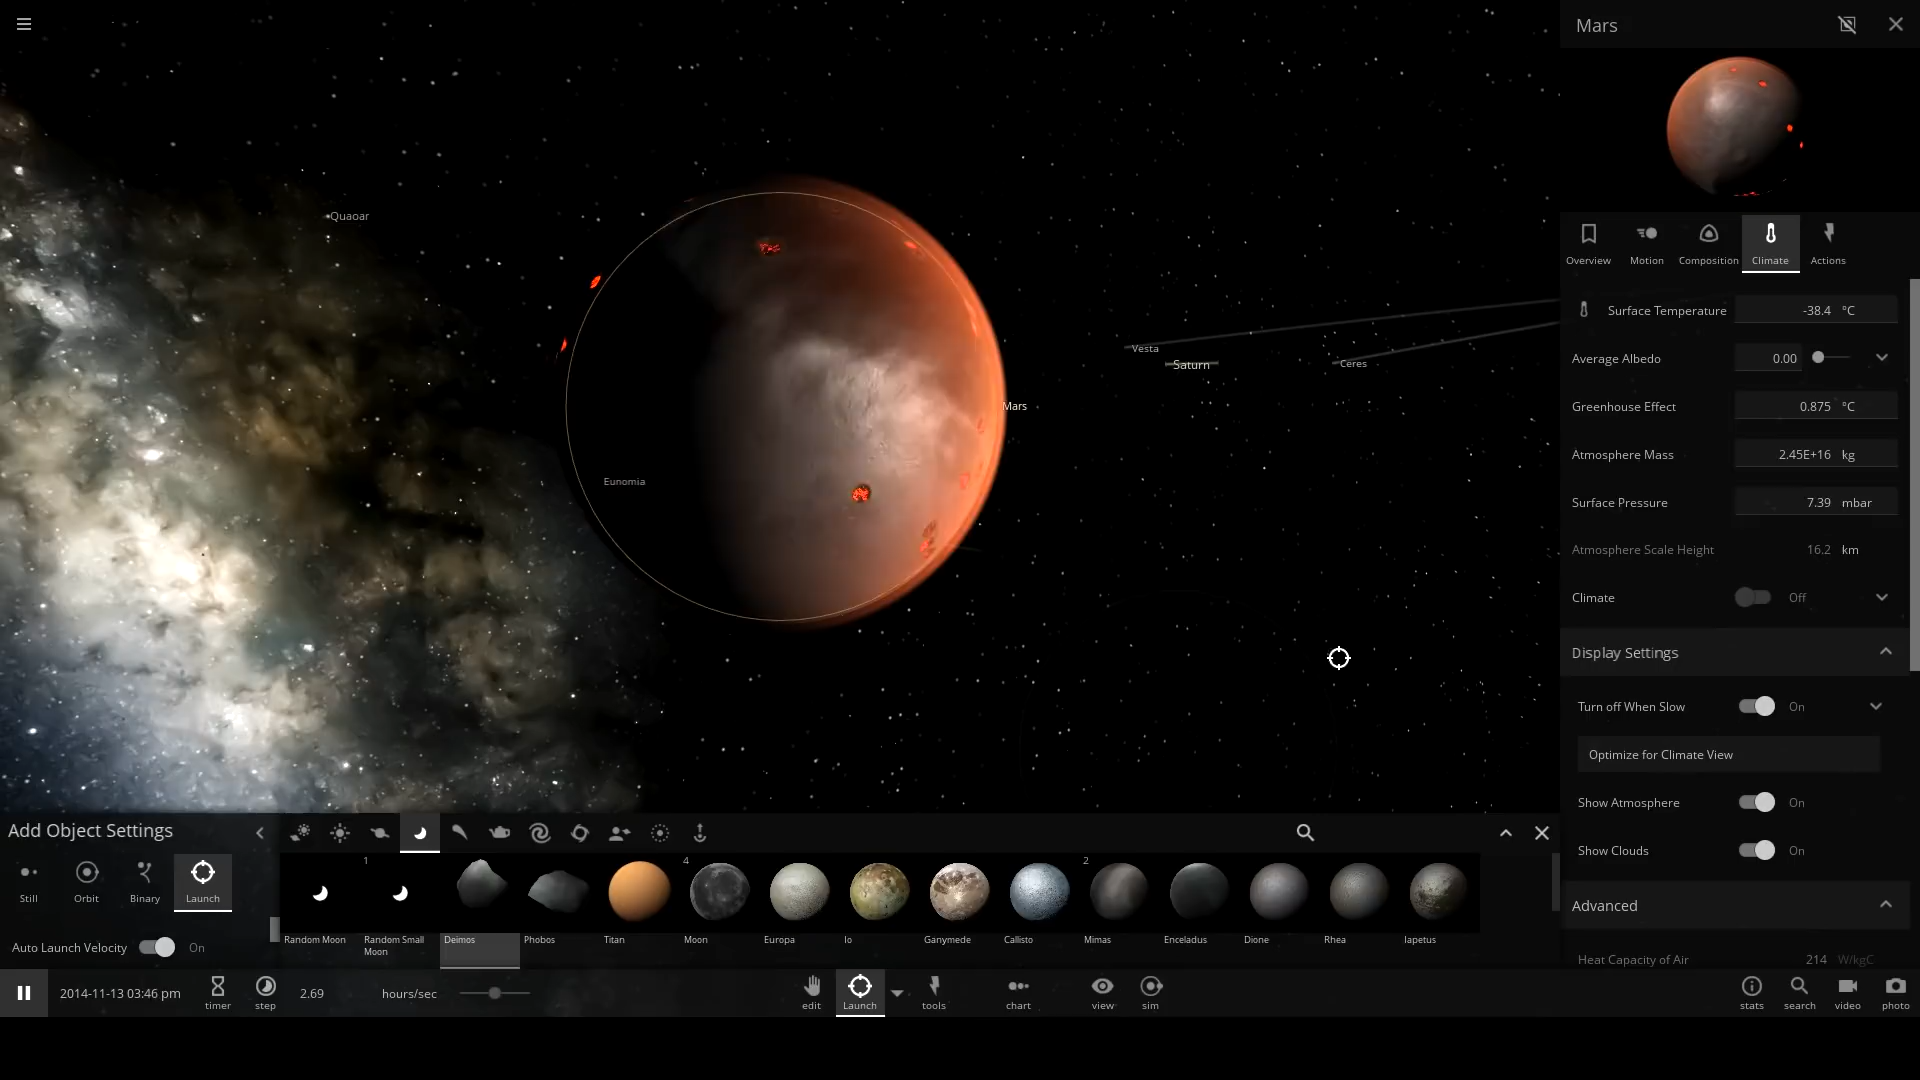 Mars
Quaoar
Vesta
Saturn
Ceres
Mars
Eunomia
Overview
Motion
Composition
Climate
Actions
Surface Temperature -38.4 °C
Average Albedo 0.00
Greenhouse Effect 0.875 °C
Atmosphere Mass 2.45E+16 kg
Surface Pressure 7.39 mbar
Atmosphere Scale Height 16.2 km
Climate Off
Display Settings
Turn off When Slow On
Optimize for Climate View
Show Atmosphere On
Show Clouds On
Advanced
Heat Capacity of Air 214 W/kgC
Add Object Settings
Still
Orbit
Binary
Launch
Auto Launch Velocity On
1
4
2
Random Moon
Random Small
Moon
Deimos
Phobos
Titan
Moon
Europa
Io
Ganymede
Callisto
Mimas
Enceladus
Dione
Rhea
Iapetus
2014-11-13 03:46 pm
timer
step
2.69 hours/sec
edit
Launch
tools
chart
view
sim
stats
search
video
photo